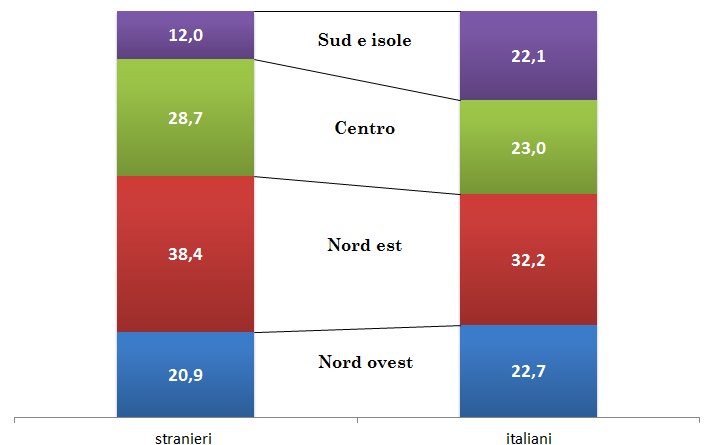 12,0
Sud e isole
22,1
28,7
Centro
23,0
38,4
Nord est
32,2
20,9
Nord ovest
22,7
stranieri
italiani